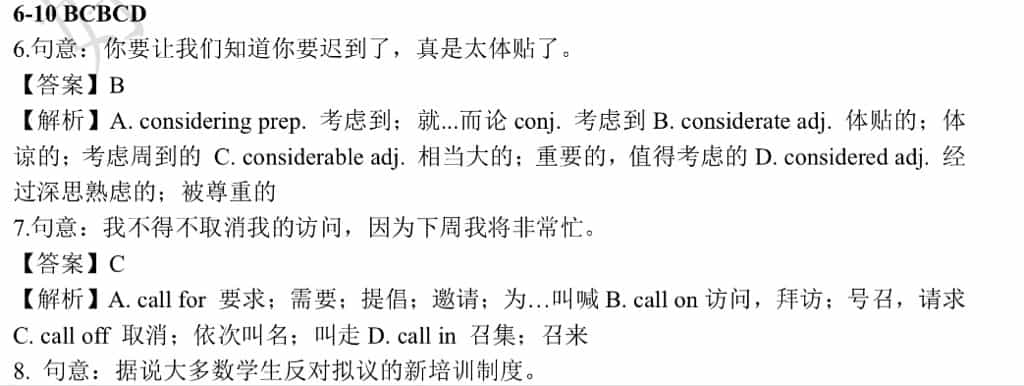 6-10 BCBCD
6.句意：你要让我们知道你要迟到了，真是太体贴了。
【答案】B
【解析】A. considering prep. 考虑到；就...而论 conj. 考虑到 B. considerate adj. 体贴的；体
谅的；考虑周到的 C. considerable adj. 相当大的；重要的，值得考虑的 D. considered adj. 经
过深思熟虑的；被尊重的
7.句意：我不得不取消我的访问，因为下周我将非常忙。
【答案】C
【解析】A. call for 要求；需要；提倡；邀请；为…叫喊 B. call on 访问，拜访；号召，请求
C. call off 取消；依次叫名；叫走 D. call in 召集；召来
8. 句意：据说大多数学生反对拟议的新培训制度。